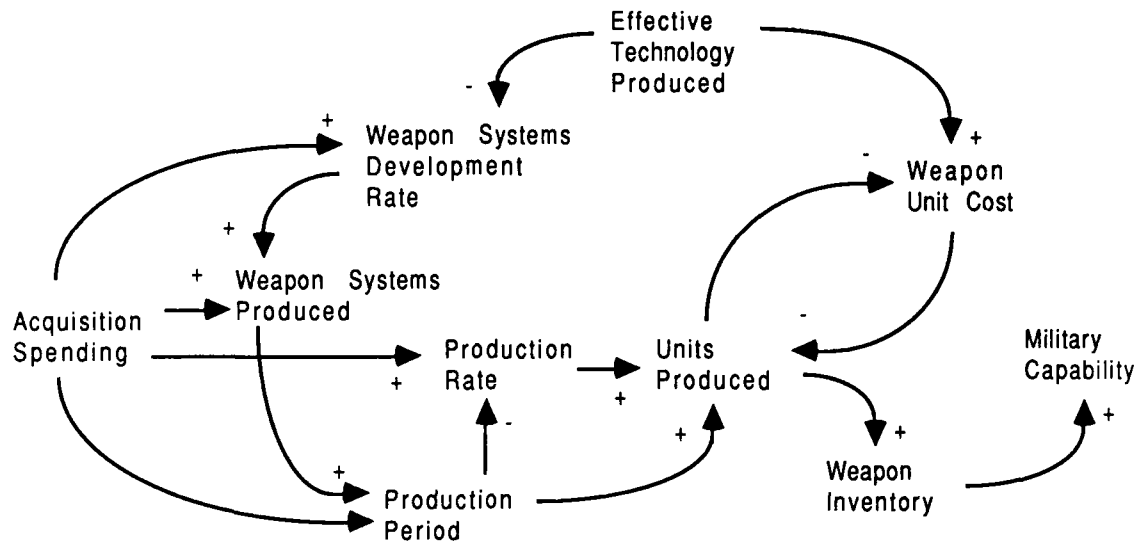 Effective
Technology
Produced
-
+
Weapon Systems
Development
Rate
+
-
Weapon
Unit Cost
+
+
Weapon Systems
Produced
Acquisition
Spending
-
Production
Rate
+
Units
Produced
+
Military
Capability
+
-
+
+
+
Production
Period
Weapon
Inventory